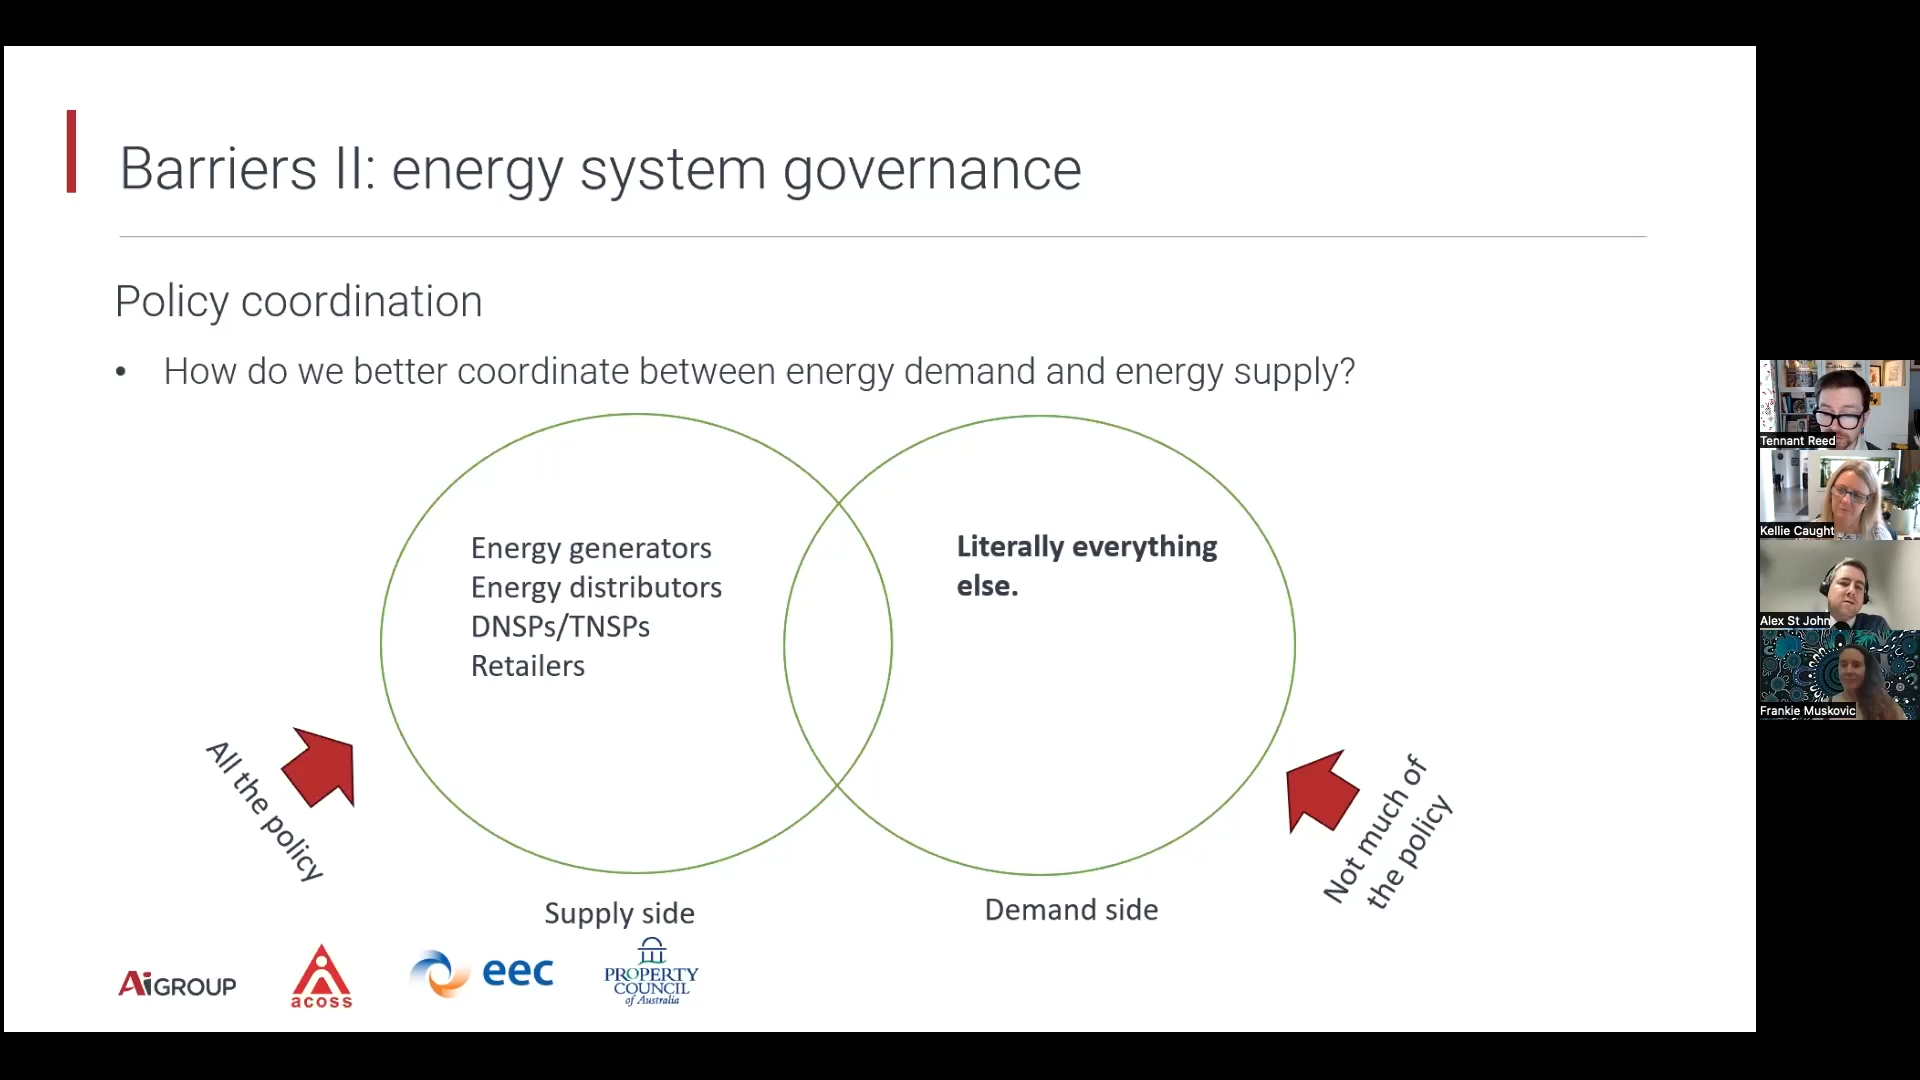 Barriers II: energy system governance
Policy coordination
• How do we better coordinate between energy demand and energy supply?
Energy generators
Energy distributors
DNSPs/TNSPs
Retailers
Literally everything
else.
All the policy
Not much of
the policy
Supply side
Demand side
Ai GROUP
acoss
eec
PROPERTY
COUNCIL
of Australia
Tennant Reed
Kellie Caught
Alex St John
Frankie Muskovic